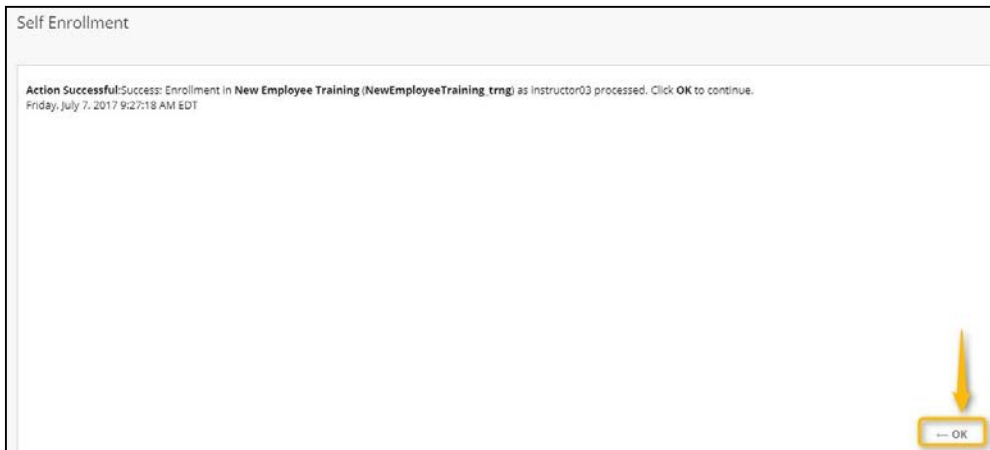 Self Enrollment
Action Successful:Success: Enrollment in New Employee Training (NewEmployeeTraining_trng) as instructor03 processed. Click OK to continue.
Friday, July 7, 2017 9:27:18 AM EDT
← OK